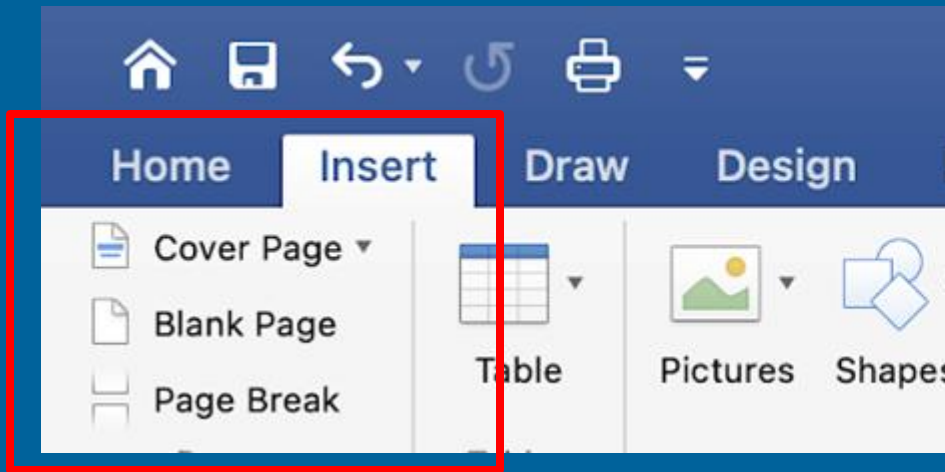 Home Insert Draw Design
Cover Page
Blank Page
Page Break
Table Pictures Shapes